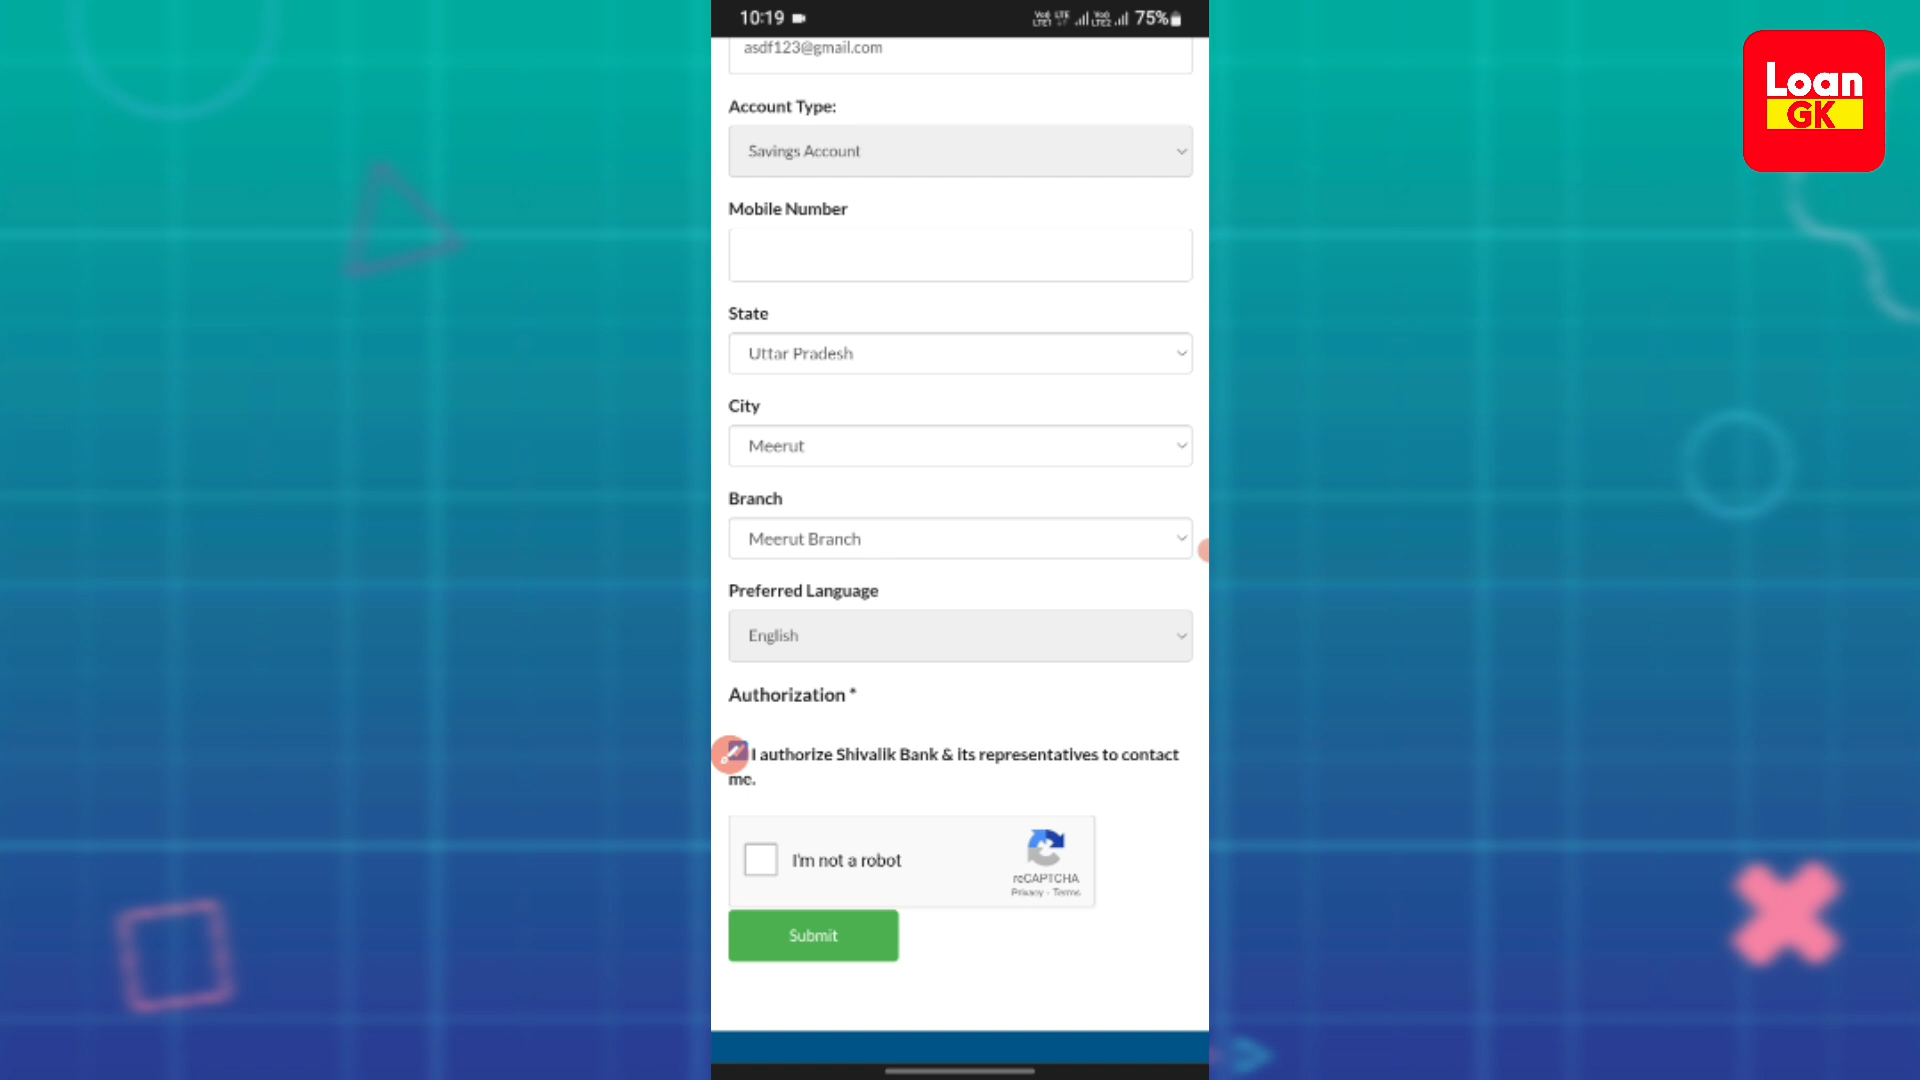 10:19
75%
Loan
GK
asdf123@gmail.com
Account Type:
Savings Account
Mobile Number
State
Uttar Pradesh
City
Meerut
Branch
Meerut Branch
Preferred Language
English
Authorization *
I authorize Shivalik Bank & its representatives to contact
me.
I'm not a robot
reCAPTCHA
Privacy - Terms
Submit